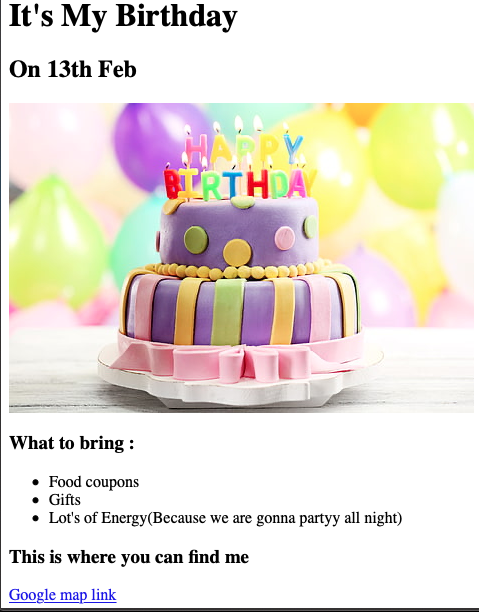 It's My Birthday
On 13th Feb
HAPPY
BIRTHDAY
What to bring :
Food coupons
Gifts
Lot's of Energy(Because we are gonna partyy all night)
This is where you can find me
Google map link